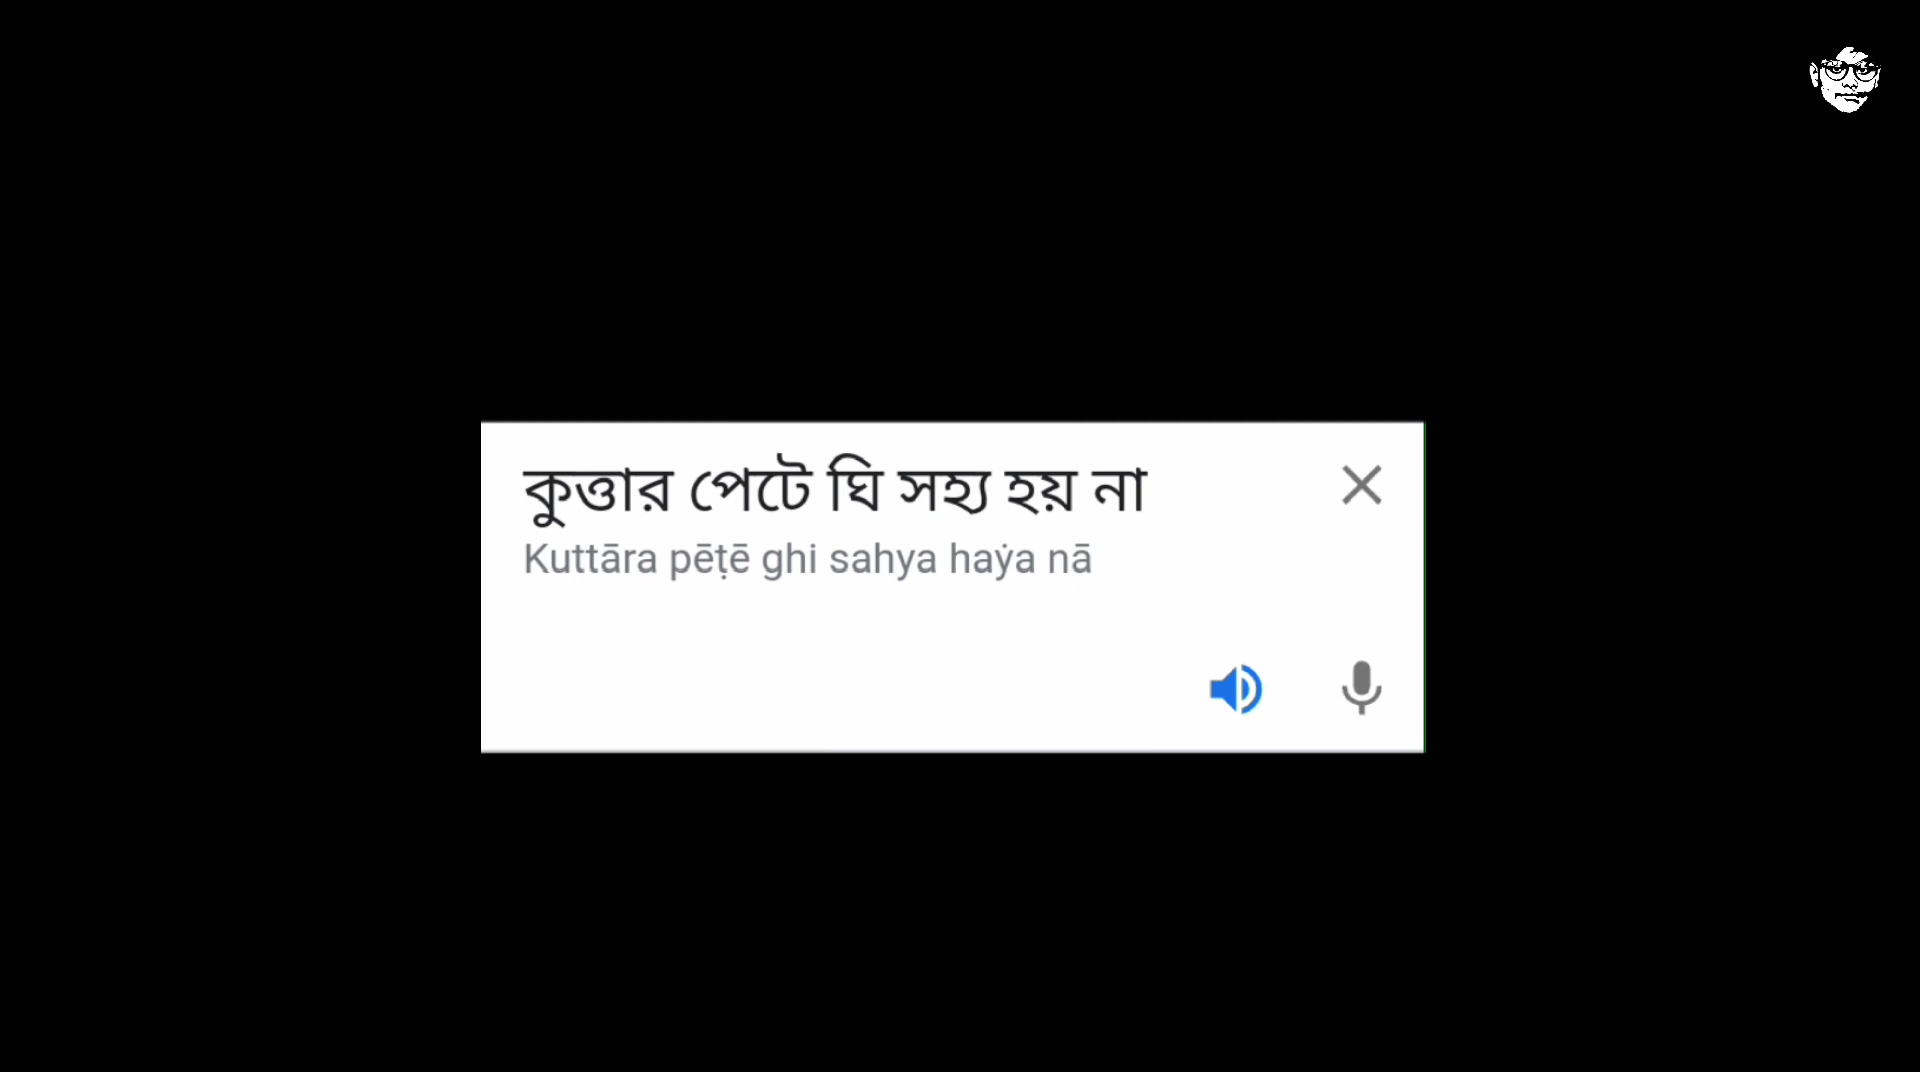 কুত্তার পেটে ঘি সহ্য হয় না
Kuttāra pēṭē ghi sahya haẏa nā